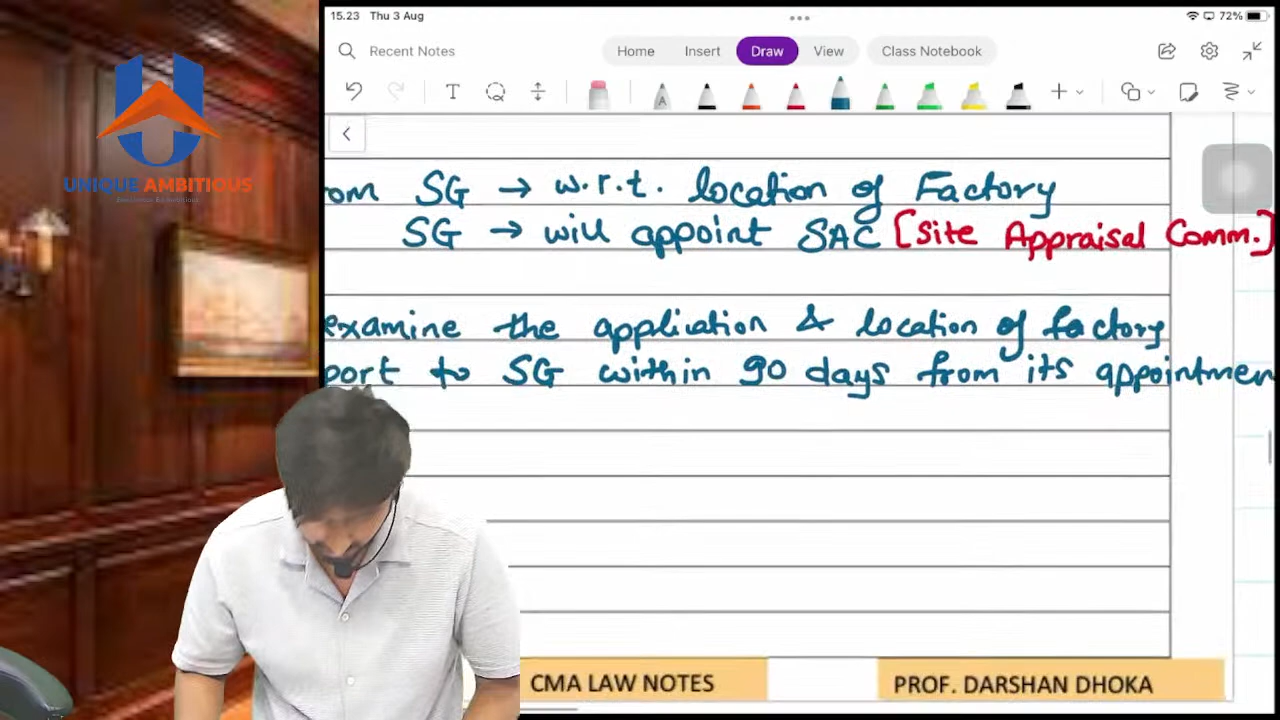 15.23 Thu 3 Aug
72%
Recent Notes
Home Insert Draw View Class Notebook
UNIQUE AMBITIOUS
om SG → w.r.t. location of Factory
SG → will appoint SAC [Site Appraisal Comm.]
examine the application & location of factory
port to SG within 90 days from its appointmen
CMA LAW NOTES
PROF. DARSHAN DHOKA